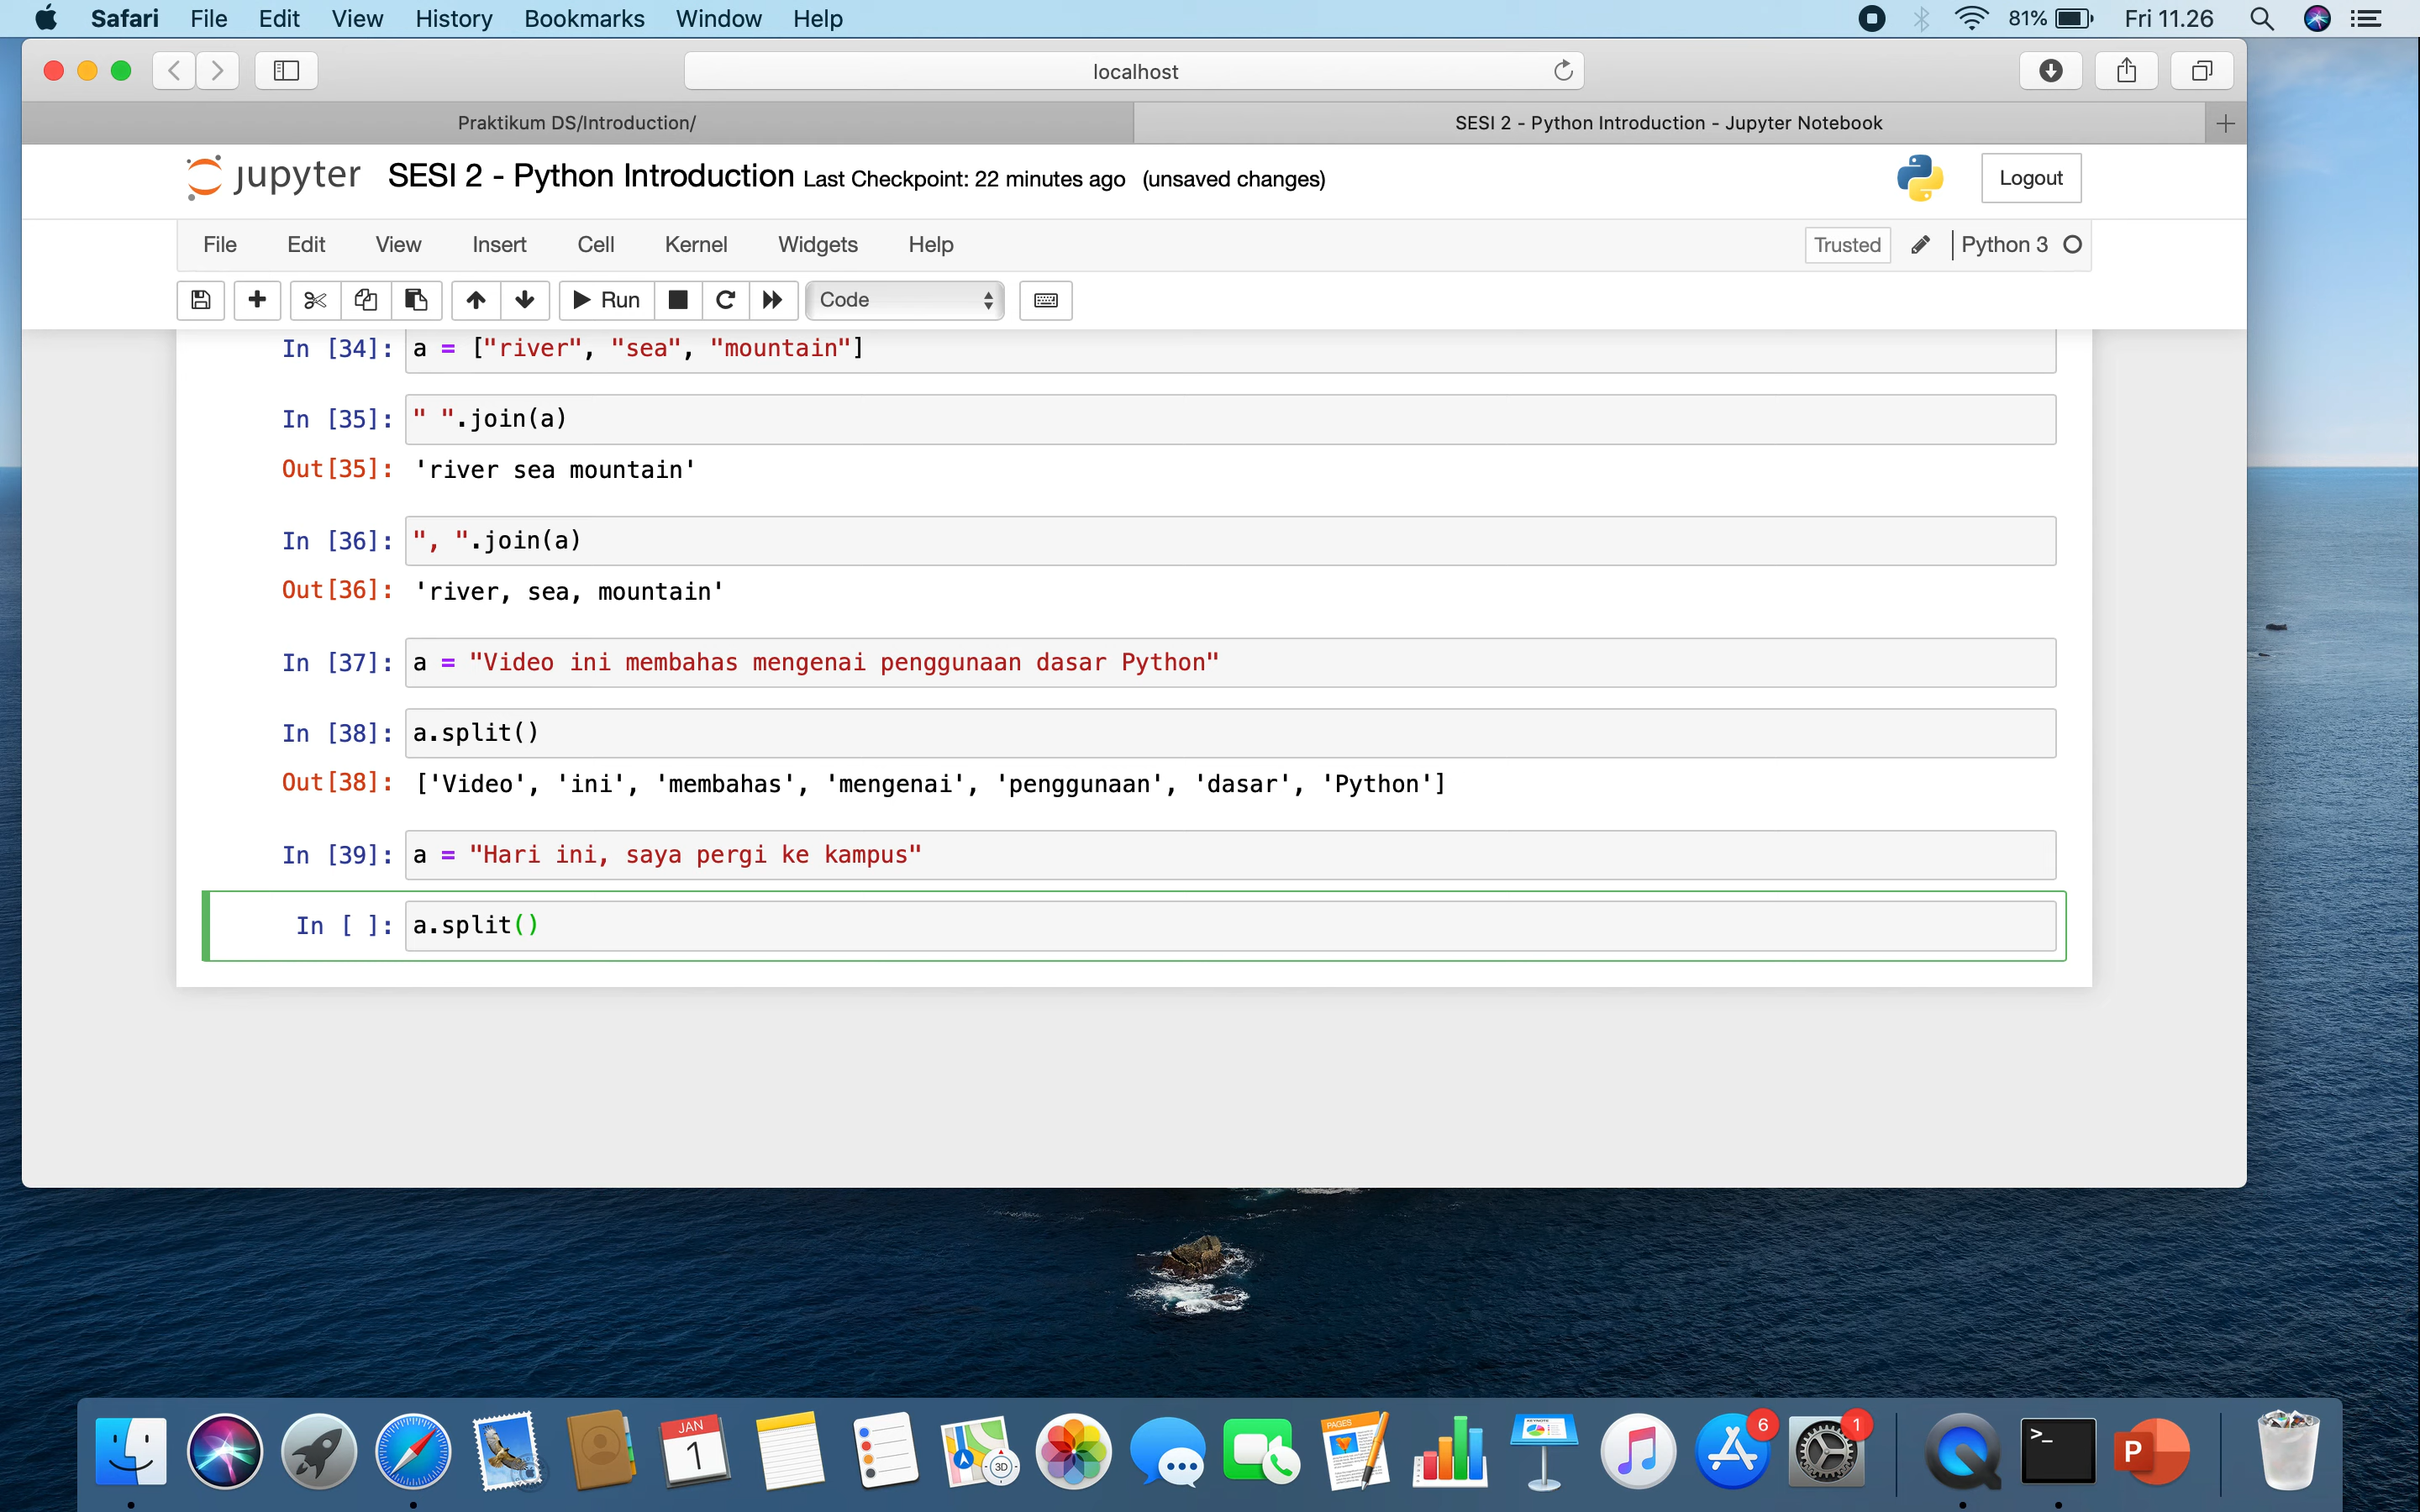 Safari File Edit View History Bookmarks Window Help 81% Fri 11.26
localhost
Praktikum DS/Introduction/ SESI 2 - Python Introduction - Jupyter Notebook
jupyter SESI 2 - Python Introduction Last Checkpoint: 22 minutes ago (unsaved changes) Logout
File Edit View Insert Cell Kernel Widgets Help Trusted Python 3
Run Code
In [34]: a = ["river", "sea", "mountain"]
In [35]: " ".join(a)
Out[35]: 'river sea mountain'
In [36]: ", ".join(a)
Out[36]: 'river, sea, mountain'
In [37]: a = "Video ini membahas mengenai penggunaan dasar Python"
In [38]: a.split()
Out[38]: ['Video', 'ini', 'membahas', 'mengenai', 'penggunaan', 'dasar', 'Python']
In [39]: a = "Hari ini, saya pergi ke kampus"
In [ ]: a.split()
JAN 1 3D PAGES 6 1 >_ P